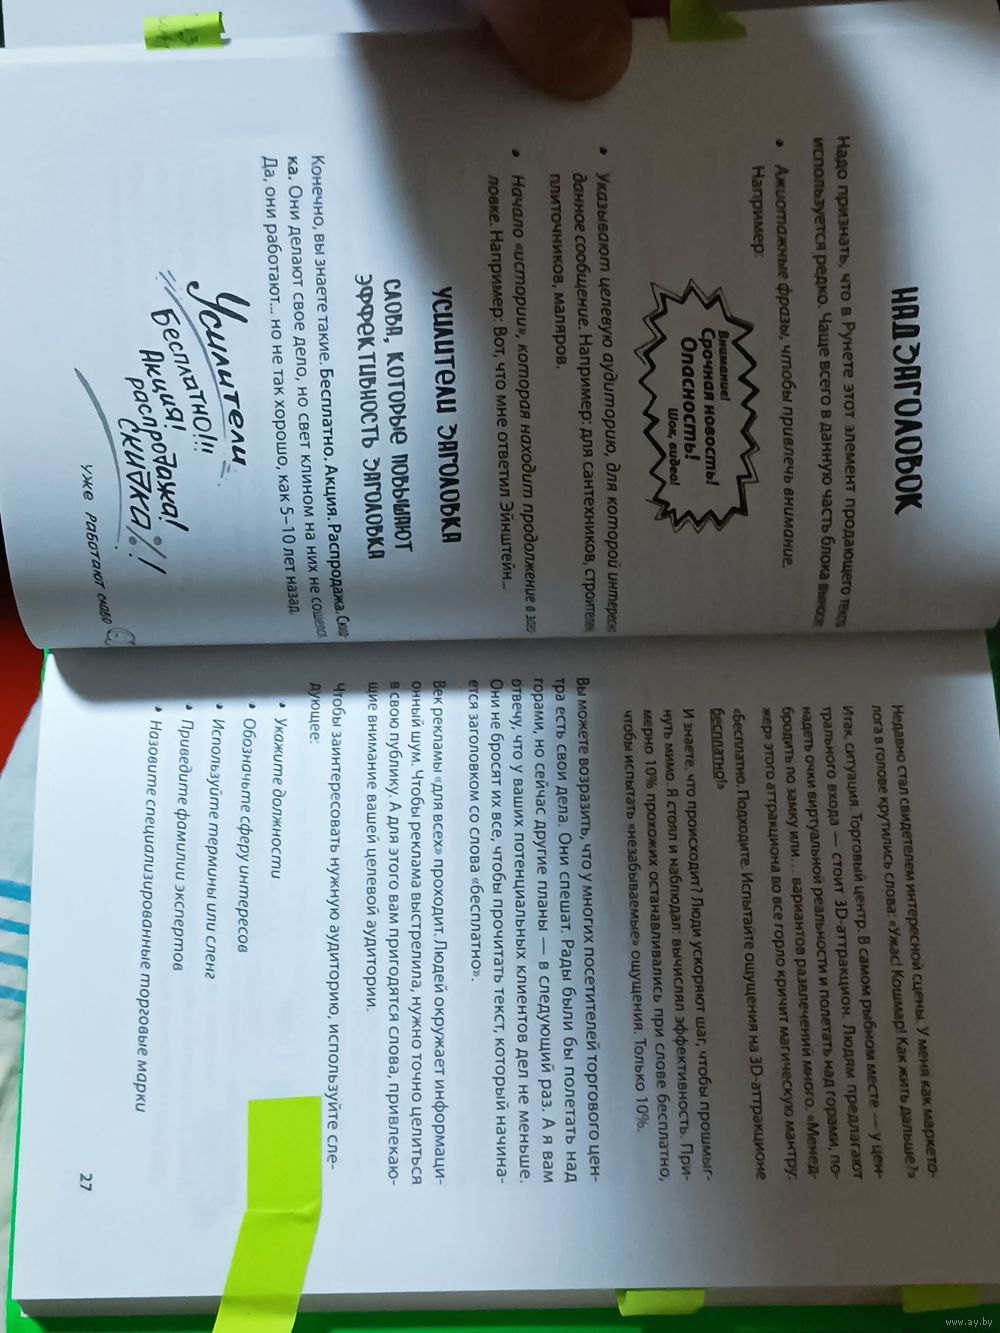 НАДЗАГОЛОВОК
Надо признать, что в Рунете этот элемент продающего текста
используется редко. Чаще всего в данную часть блока выносят
• Ажиотажные фразы, чтобы привлечь внимание.
Например:
Внимание!
Срочная новость!
Опасность!
Шок, видео!
• Указывают целевую аудиторию, для которой интересно
данное сообщение. Например: для сантехников, строителей,
плиточников, маляров.
• Начало «истории», которая находит продолжение в заго-
ловке. Например: Вот, что мне ответил Эйнштейн...
УСИЛИТЕЛИ ЗАГОЛОВКА
СЛОВА, КОТОРЫЕ ПОВЫШАЮТ
ЭФФЕКТИВНОСТЬ ЗАГОЛОВКА
Конечно, вы знаете такие. Бесплатно. Акция. Распродажа. Скид-
ка. Они делают свое дело, но свет клином на них не сошелся.
Да, они работают... но не так хорошо, как 5–10 лет назад.
Усилители
Бесплатно!!!
Акция!
распродажа!
СКИДКА!
уже работают слабо
Недавно стал свидетелем интересной сцены. У меня как маркето-
лога в голове крутились слова: «Ужас! Кошмар! Как жить дальше?»
Итак, ситуация. Торговый центр. В самом рыбном месте — у цен-
трального входа — стоит 3D-аттракцион. Людям предлагают
надеть очки виртуальной реальности и полетать над горами, по-
бродить по замку или… вариантов развлечений много. «Менед-
жер» этого аттракциона во все горло кричит магическую мантру:
«Бесплатно. Подходите. Испытайте ощущения на 3D-аттракционе
бесплатно!»
И знаете, что происходит? Люди ускоряют шаг, чтобы прошмыг-
нуть мимо. Я стоял и наблюдал: вычислял эффективность. При-
мерно 10% прохожих останавливались при слове бесплатно,
чтобы испытать «незабываемые» ощущения. Только 10%.
Вы можете возразить, что у многих посетителей торгового цен-
тра есть свои дела. Они спешат. Рады были бы полетать над
горами, но сейчас другие планы — в следующий раз. А я вам
отвечу, что у ваших потенциальных клиентов дел не меньше.
Они не бросят их все, чтобы прочитать текст, который начина-
ется заголовком со слова «бесплатно».
Век рекламы «для всех» проходит. Людей окружает информаци-
онный шум. Чтобы реклама выстрелила, нужно точно целиться
в свою публику. А для этого вам пригодятся слова, привлекаю-
щие внимание вашей целевой аудитории.
Чтобы заинтересовать нужную аудиторию, используйте сле-
дующее:
• Укажите должности
• Обозначьте сферу интересов
• Используйте термины или сленг
• Приведите фамилии экспертов
• Назовите специализированные торговые марки
27
www.ay.by